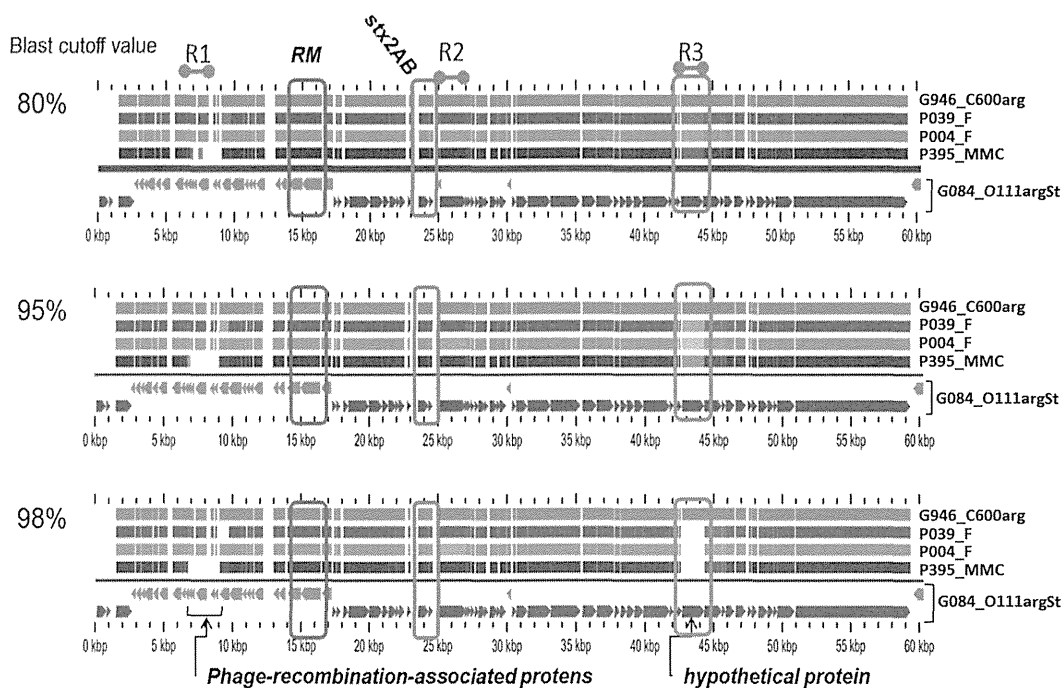 Blast cutoff value
R1
RM
stx2AB
R2
R3
80%
G946_C600arg
P039_F
P004_F
P395_MMC
G084_O111argSt
0 kbp 5 kbp 10 kbp 15 kbp 20 kbp 25 kbp 30 kbp 35 kbp 40 kbp 45 kbp 50 kbp 55 kbp 60 kbp
95%
G946_C600arg
P039_F
P004_F
P395_MMC
G084_O111argSt
0 kbp 5 kbp 10 kbp 15 kbp 20 kbp 25 kbp 30 kbp 35 kbp 40 kbp 45 kbp 50 kbp 55 kbp 60 kbp
98%
G946_C600arg
P039_F
P004_F
P395_MMC
G084_O111argSt
0 kbp 5 kbp 10 kbp 15 kbp 20 kbp 25 kbp 30 kbp 35 kbp 40 kbp 45 kbp 50 kbp 55 kbp 60 kbp
Phage-recombination-associated protens
hypothetical protein